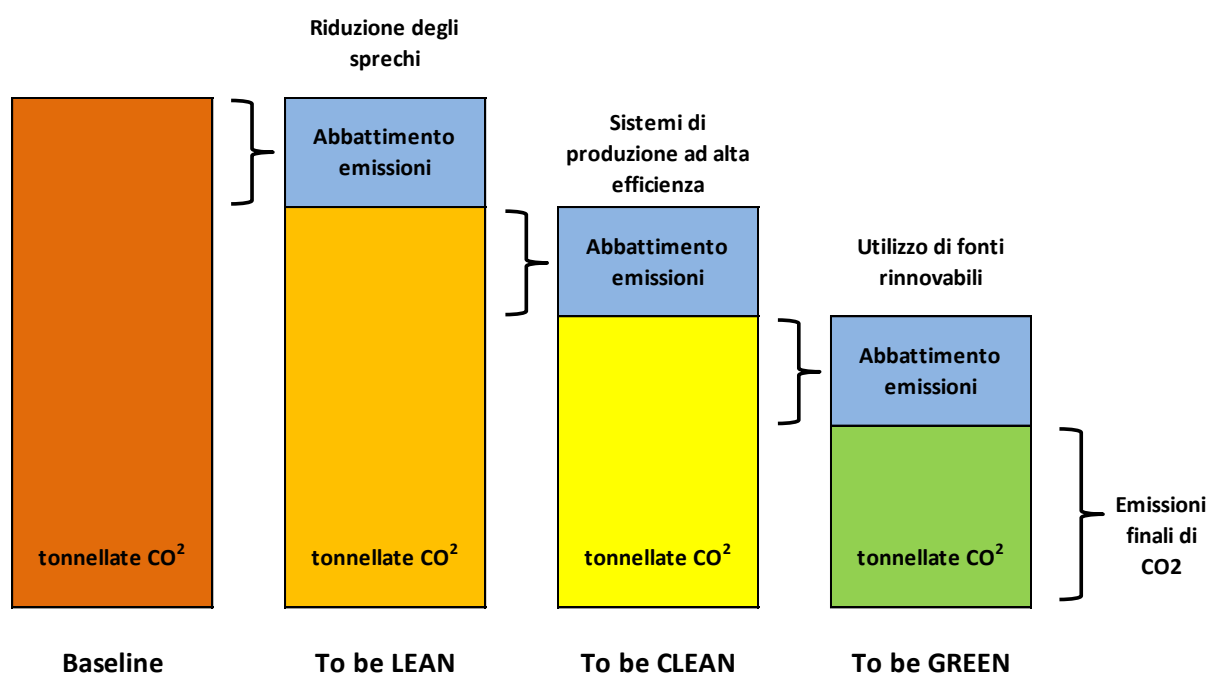 Riduzione degli
sprechi
Abbattimento
emissioni
Sistemi di
produzione ad alta
efficienza
Abbattimento
emissioni
Utilizzo di fonti
rinnovabili
Abbattimento
emissioni
Emissioni
finali di
CO2
tonnellate CO²
tonnellate CO²
tonnellate CO²
tonnellate CO²
Baseline
To be LEAN
To be CLEAN
To be GREEN